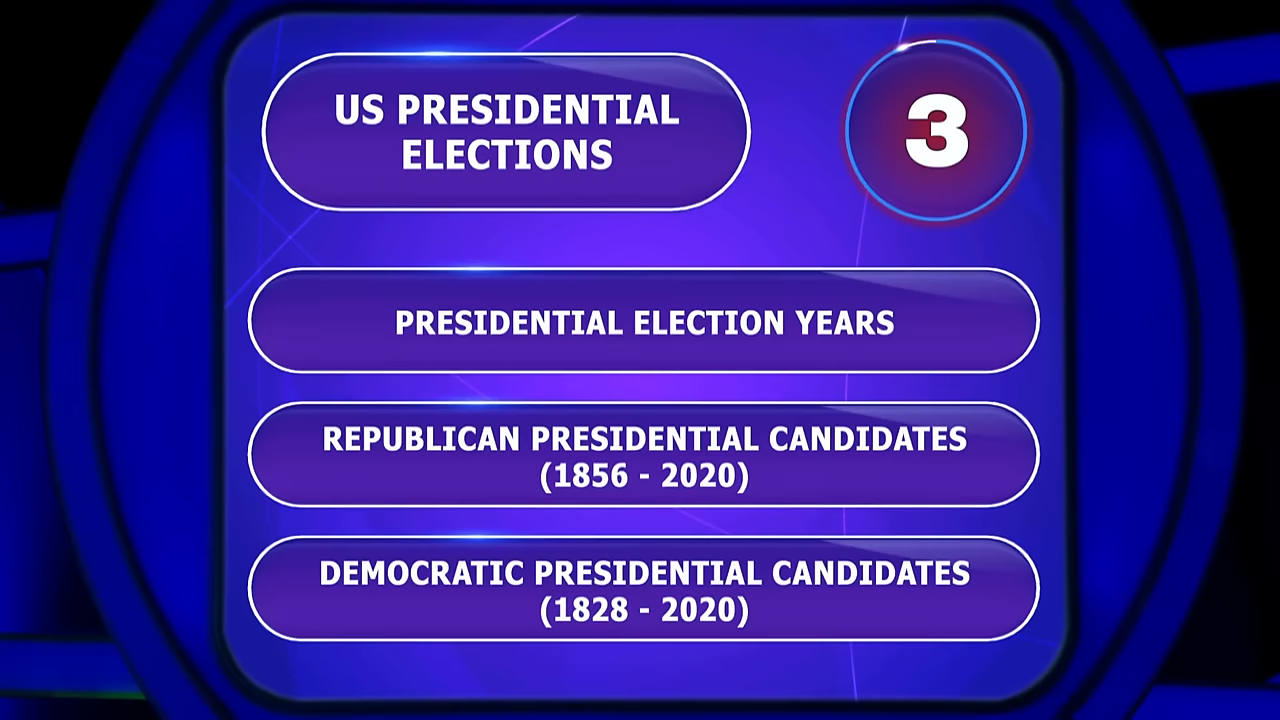 US PRESIDENTIAL
ELECTIONS
3
PRESIDENTIAL ELECTION YEARS
REPUBLICAN PRESIDENTIAL CANDIDATES
(1856 - 2020)
DEMOCRATIC PRESIDENTIAL CANDIDATES
(1828 - 2020)